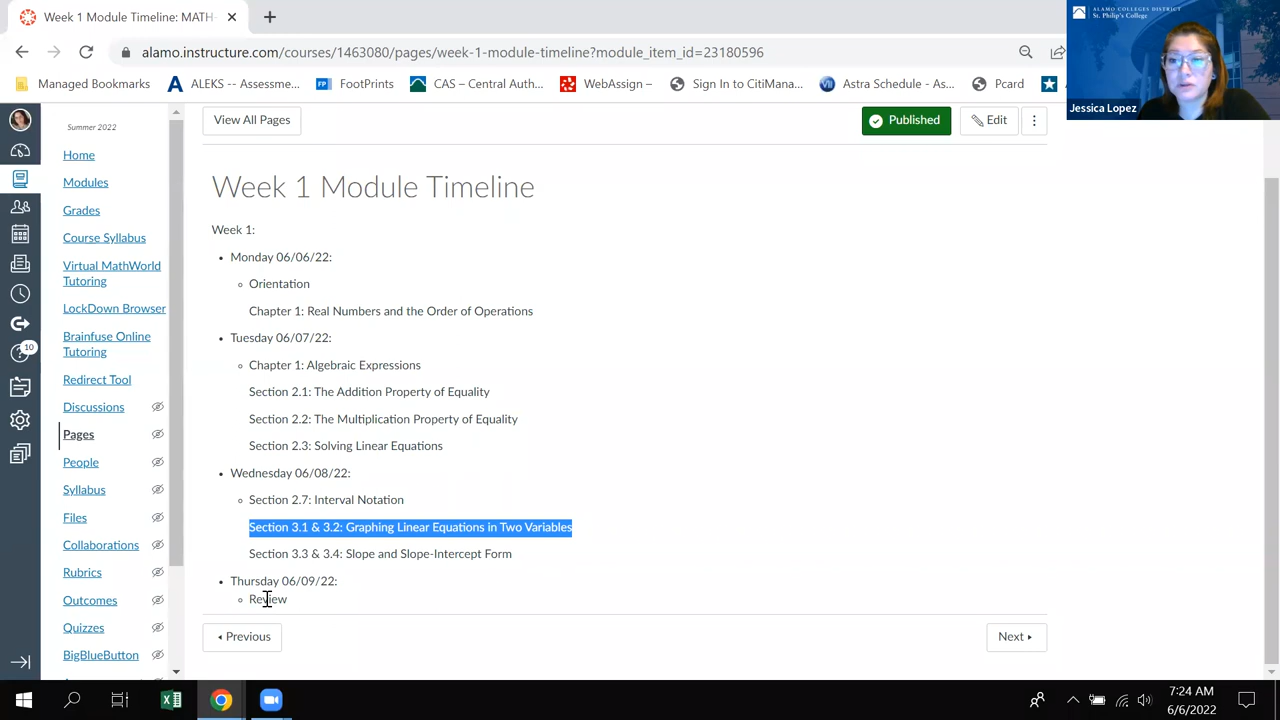 Week 1 Module Timeline: MATH-
alamo.instructure.com/courses/1463080/pages/week-1-module-timeline?module_item_id=23180596
Managed Bookmarks
ALEKS -- Assessme...
FootPrints
CAS – Central Auth...
WebAssign –
Sign In to CitiMana...
Astra Schedule - As...
Pcard
ALAMO COLLEGES DISTRICT
St. Philip's College
Jessica Lopez
Summer 2022
Home
Modules
Grades
Course Syllabus
Virtual MathWorld
Tutoring
LockDown Browser
Brainfuse Online
Tutoring
Redirect Tool
Discussions
Pages
People
Syllabus
Files
Collaborations
Rubrics
Outcomes
Quizzes
BigBlueButton
10
View All Pages
Published
Edit
Week 1 Module Timeline
Week 1:
Monday 06/06/22:
Orientation
Chapter 1: Real Numbers and the Order of Operations
Tuesday 06/07/22:
Chapter 1: Algebraic Expressions
Section 2.1: The Addition Property of Equality
Section 2.2: The Multiplication Property of Equality
Section 2.3: Solving Linear Equations
Wednesday 06/08/22:
Section 2.7: Interval Notation
Section 3.1 & 3.2: Graphing Linear Equations in Two Variables
Section 3.3 & 3.4: Slope and Slope-Intercept Form
Thursday 06/09/22:
Review
Previous
Next
7:24 AM
6/6/2022